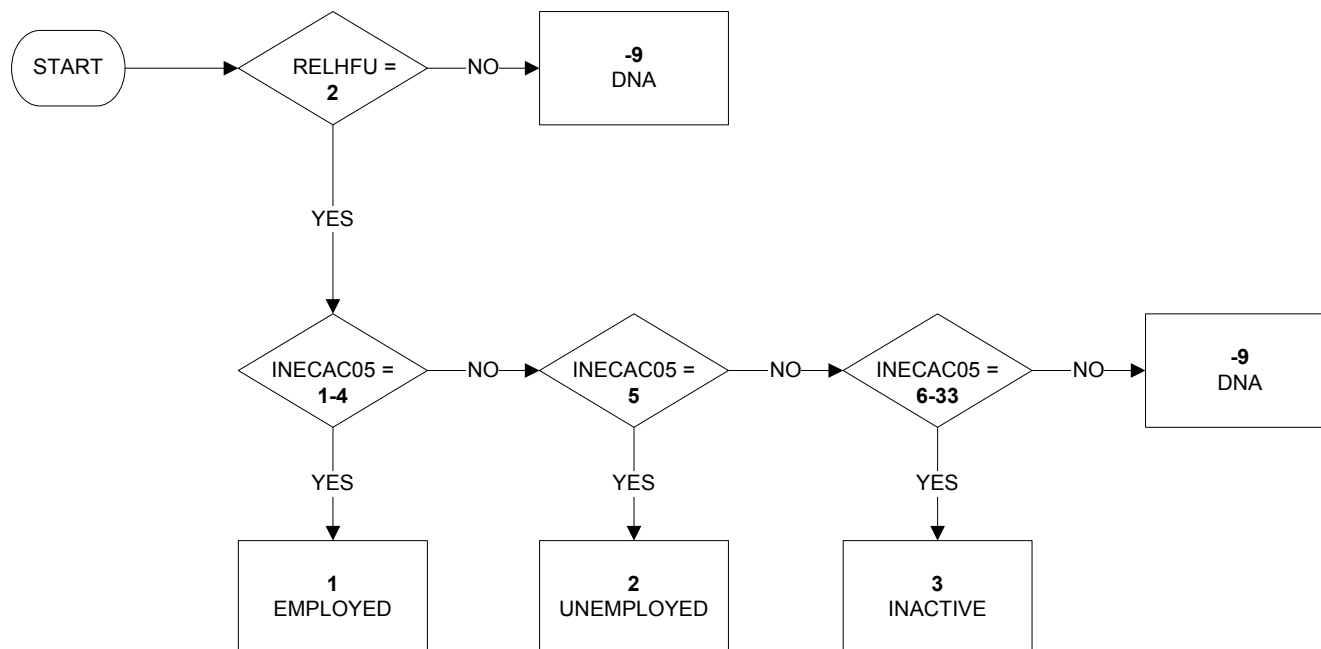 START
RELHFU =
2
NO
-9
DNA
YES
INECAC05 =
1-4
NO
INECAC05 =
5
NO
INECAC05 =
6-33
NO
-9
DNA
YES
YES
YES
1
EMPLOYED
2
UNEMPLOYED
3
INACTIVE